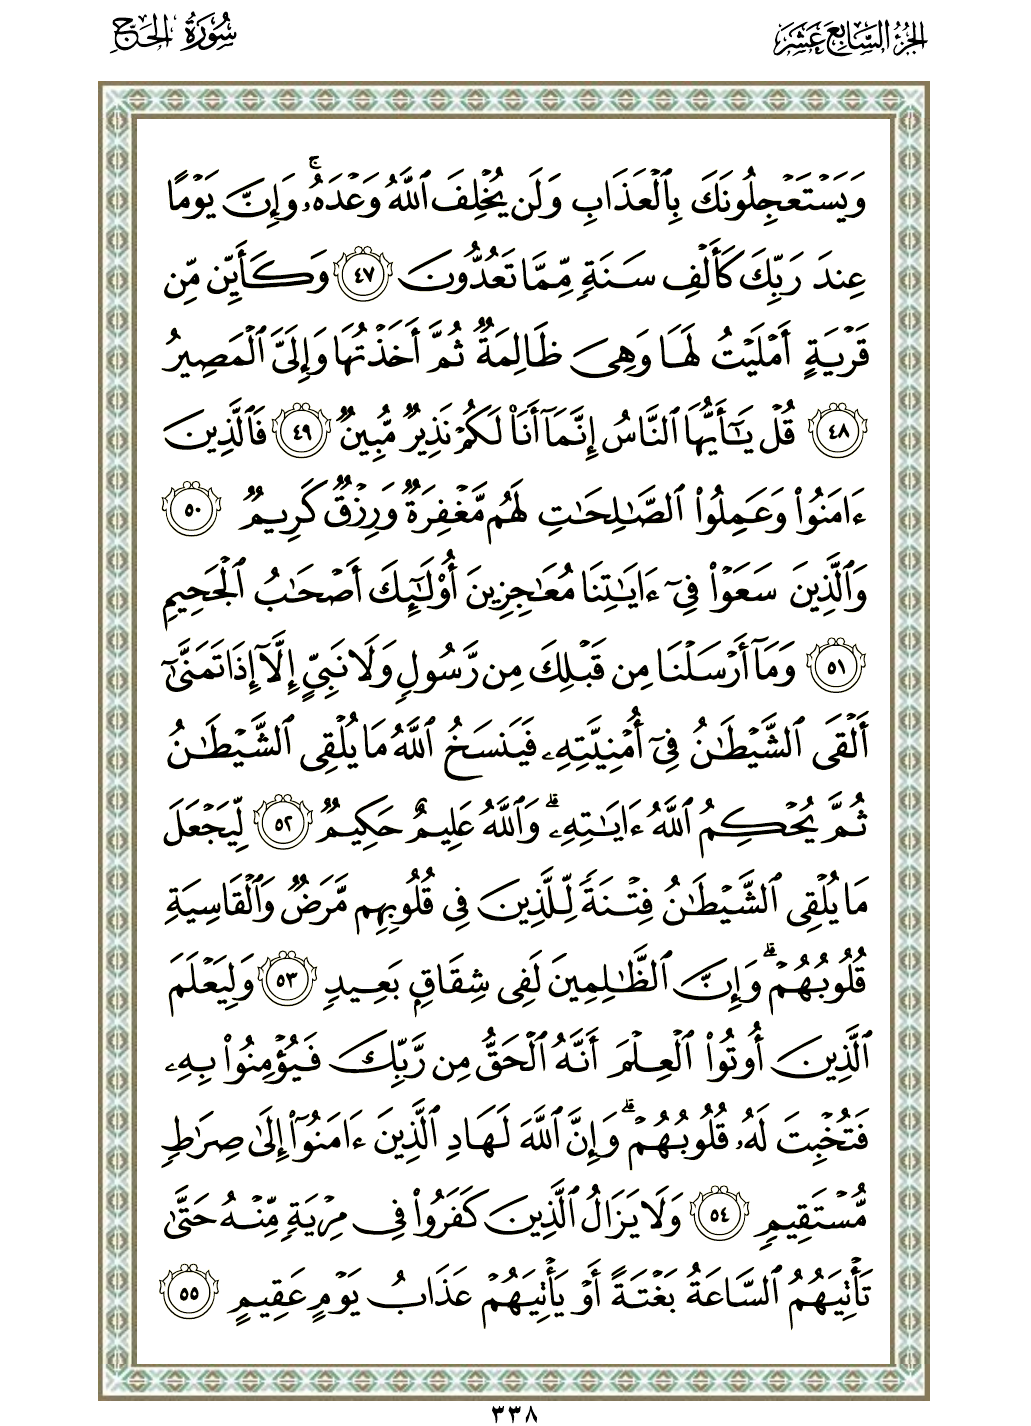 الجزء السابع عشر
سورة الحج
وَيَسْتَعْجِلُونَكَ بِٱلْعَذَابِ وَلَن يُخْلِفَ ٱللَّهُ وَعْدَهُۥۚ وَإِنَّ يَوْمًا
عِندَ رَبِّكَ كَأَلْفِ سَنَةٍ مِّمَّا تَعُدُّونَ ٤٧ وَكَأَيِّن مِّن
قَرْيَةٍ أَمْلَيْتُ لَهَا وَهِىَ ظَالِمَةٌ ثُمَّ أَخَذْتُهَا وَإِلَىَّ ٱلْمَصِيرُ
٤٨ قُلْ يَـٰٓأَيُّهَا ٱلنَّاسُ إِنَّمَآ أَنَا۠ لَكُمْ نَذِيرٌ مُّبِينٌ ٤٩ فَٱلَّذِينَ
ءَامَنُوا۟ وَعَمِلُوا۟ ٱلصَّـٰلِحَـٰتِ لَهُم مَّغْفِرَةٌ وَرِزْقٌ كَرِيمٌ ٥٠
وَٱلَّذِينَ سَعَوْا۟ فِىٓ ءَايَـٰتِنَا مُعَـٰجِزِينَ أُو۟لَـٰٓئِكَ أَصْحَـٰبُ ٱلْجَحِيمِ
٥١ وَمَآ أَرْسَلْنَا مِن قَبْلِكَ مِن رَّسُولٍ وَلَا نَبِىٍّ إِلَّآ إِذَا تَمَنَّىٰٓ
أَلْقَى ٱلشَّيْطَـٰنُ فِىٓ أُمْنِيَّتِهِۦ فَيَنسَخُ ٱللَّهُ مَا يُلْقِى ٱلشَّيْطَـٰنُ
ثُمَّ يُحْكِمُ ٱللَّهُ ءَايَـٰتِهِۦۗ وَٱللَّهُ عَلِيمٌ حَكِيمٌ ٥٢ لِّيَجْعَلَ
مَا يُلْقِى ٱلشَّيْطَـٰنُ فِتْنَةً لِّلَّذِينَ فِى قُلُوبِهِم مَّرَضٌ وَٱلْقَاسِيَةِ
قُلُوبُهُمْۗ وَإِنَّ ٱلظَّـٰلِمِينَ لَفِى شِقَاقٍۭ بَعِيدٍ ٥٣ وَلِيَعْلَمَ
ٱلَّذِينَ أُوتُوا۟ ٱلْعِلْمَ أَنَّهُ ٱلْحَقُّ مِن رَّبِّكَ فَيُؤْمِنُوا۟ بِهِۦ
فَتُخْبِتَ لَهُۥ قُلُوبُهُمْۗ وَإِنَّ ٱللَّهَ لَهَادِ ٱلَّذِينَ ءَامَنُوٓا۟ إِلَىٰ صِرَٰطٍ
مُّسْتَقِيمٍ ٥٤ وَلَا يَزَالُ ٱلَّذِينَ كَفَرُوا۟ فِى مِرْيَةٍ مِّنْهُ حَتَّىٰ
تَأْتِيَهُمُ ٱلسَّاعَةُ بَغْتَةً أَوْ يَأْتِيَهُمْ عَذَابُ يَوْمٍ عَقِيمٍ ٥٥
٣٣٨